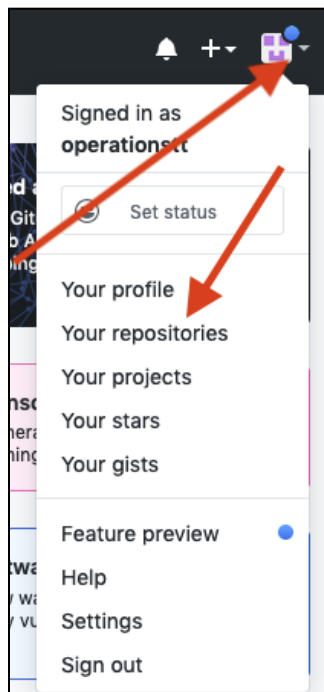 Signed in as
operationstt
Set status
Your profile
Your repositories
Your projects
Your stars
Your gists
Feature preview
Help
Settings
Sign out